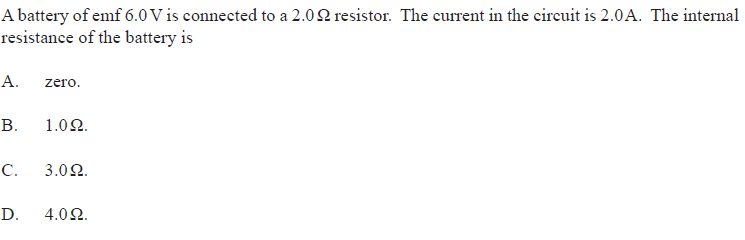 A battery of emf 6.0 V is connected to a 2.0 Ω resistor. The current in the circuit is 2.0 A. The internal
resistance of the battery is
A. zero.
B. 1.0 Ω.
C. 3.0 Ω.
D. 4.0 Ω.